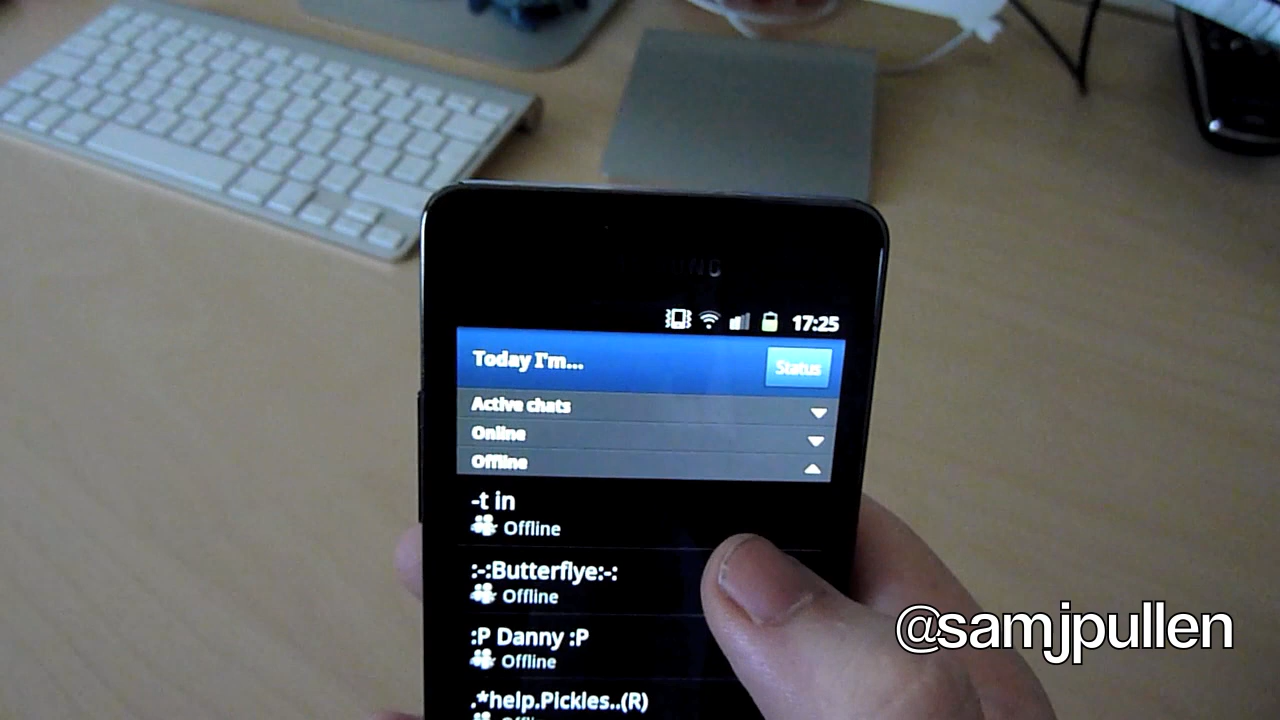 17:25
Today I'm...
Status
Active chats
Online
Offline
-t in
Offline
:-:Butterflye:-:
Offline
:P Danny :P
Offline
.*help.Pickles..(R)
@samjpullen